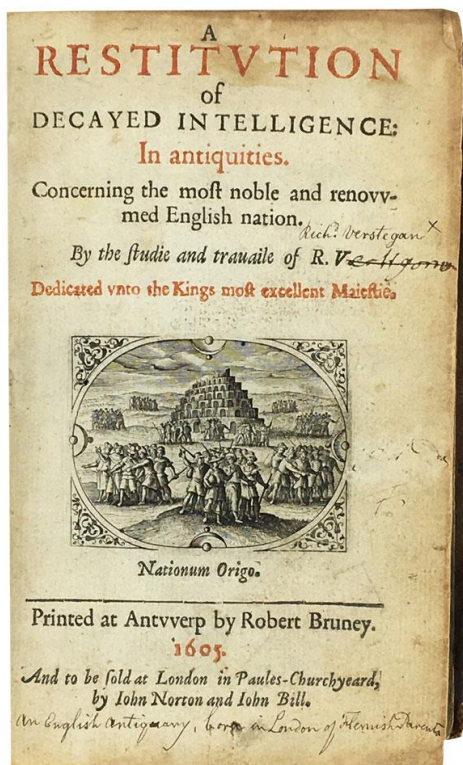 A
RESTITVTION
of
DECAYED INTELLIGENCE:
In antiquities.
Concerning the moſt noble and renovv-
med English nation.
Rich.d Verstegan x
By the ſtudie and trauaile of R. Verſtegan
Dedicated vnto the Kings moſt excellent Maieſtie.
Nationum Origo.
Printed at Antvverp by Robert Bruney.
1605.
And to be ſold at London in Paules-Churchyeard,
by Iohn Norton and Iohn Bill.
An English Antiquary, born in London of Flemish Parents